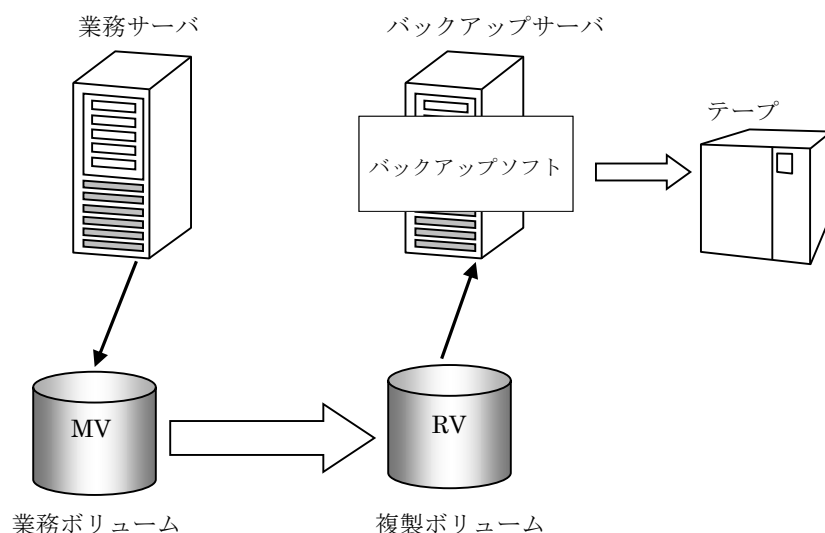 業務サーバ
バックアップサーバ
テープ
バックアップソフト
MV
RV
業務ボリューム
複製ボリューム